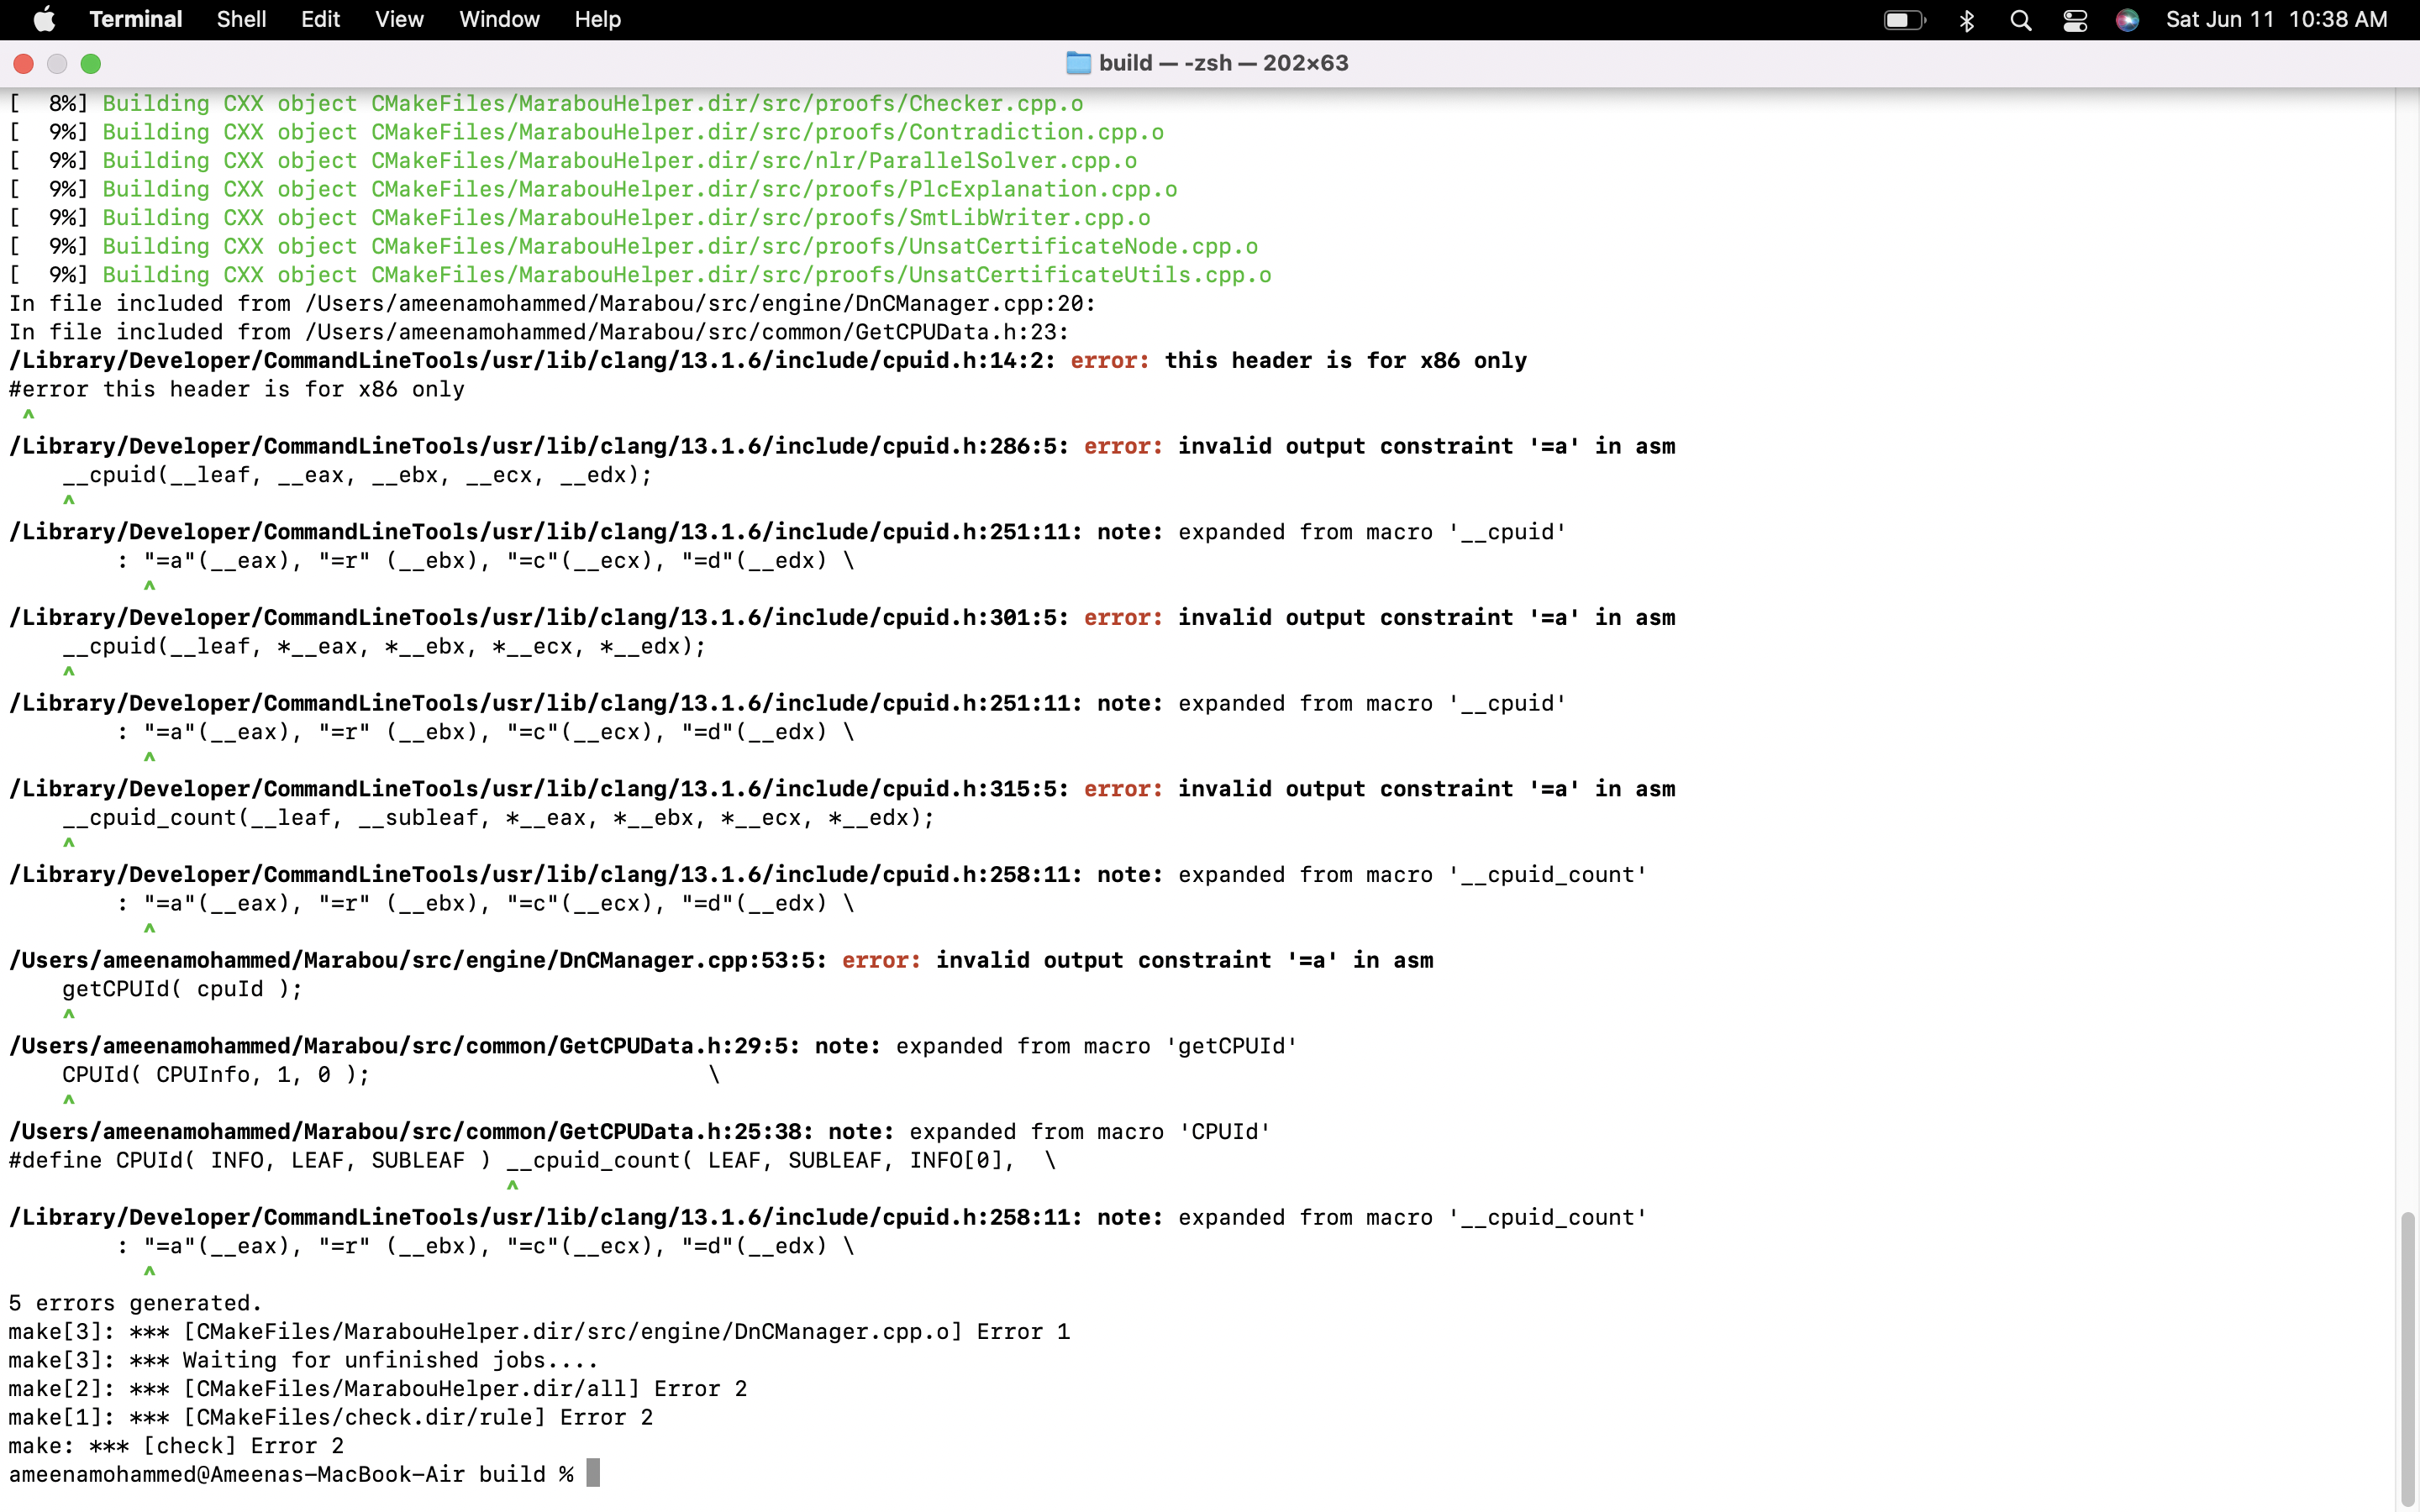 Terminal Shell Edit View Window Help Sat Jun 11 10:38 AM
build — -zsh — 202×63
[  8%] Building CXX object CMakeFiles/MarabouHelper.dir/src/proofs/Checker.cpp.o
[  9%] Building CXX object CMakeFiles/MarabouHelper.dir/src/proofs/Contradiction.cpp.o
[  9%] Building CXX object CMakeFiles/MarabouHelper.dir/src/nlr/ParallelSolver.cpp.o
[  9%] Building CXX object CMakeFiles/MarabouHelper.dir/src/proofs/PlcExplanation.cpp.o
[  9%] Building CXX object CMakeFiles/MarabouHelper.dir/src/proofs/SmtLibWriter.cpp.o
[  9%] Building CXX object CMakeFiles/MarabouHelper.dir/src/proofs/UnsatCertificateNode.cpp.o
[  9%] Building CXX object CMakeFiles/MarabouHelper.dir/src/proofs/UnsatCertificateUtils.cpp.o
In file included from /Users/ameenamohammed/Marabou/src/engine/DnCManager.cpp:20:
In file included from /Users/ameenamohammed/Marabou/src/common/GetCPUData.h:23:
/Library/Developer/CommandLineTools/usr/lib/clang/13.1.6/include/cpuid.h:14:2: error: this header is for x86 only
#error this header is for x86 only
 ^
/Library/Developer/CommandLineTools/usr/lib/clang/13.1.6/include/cpuid.h:286:5: error: invalid output constraint '=a' in asm
    __cpuid(__leaf, __eax, __ebx, __ecx, __edx);
    ^
/Library/Developer/CommandLineTools/usr/lib/clang/13.1.6/include/cpuid.h:251:11: note: expanded from macro '__cpuid'
        : "=a"(__eax), "=r" (__ebx), "=c"(__ecx), "=d"(__edx) \
          ^
/Library/Developer/CommandLineTools/usr/lib/clang/13.1.6/include/cpuid.h:301:5: error: invalid output constraint '=a' in asm
    __cpuid(__leaf, *__eax, *__ebx, *__ecx, *__edx);
    ^
/Library/Developer/CommandLineTools/usr/lib/clang/13.1.6/include/cpuid.h:251:11: note: expanded from macro '__cpuid'
        : "=a"(__eax), "=r" (__ebx), "=c"(__ecx), "=d"(__edx) \
          ^
/Library/Developer/CommandLineTools/usr/lib/clang/13.1.6/include/cpuid.h:315:5: error: invalid output constraint '=a' in asm
    __cpuid_count(__leaf, __subleaf, *__eax, *__ebx, *__ecx, *__edx);
    ^
/Library/Developer/CommandLineTools/usr/lib/clang/13.1.6/include/cpuid.h:258:11: note: expanded from macro '__cpuid_count'
        : "=a"(__eax), "=r" (__ebx), "=c"(__ecx), "=d"(__edx) \
          ^
/Users/ameenamohammed/Marabou/src/engine/DnCManager.cpp:53:5: error: invalid output constraint '=a' in asm
    getCPUId( cpuId );
    ^
/Users/ameenamohammed/Marabou/src/common/GetCPUData.h:29:5: note: expanded from macro 'getCPUId'
    CPUId( CPUInfo, 1, 0 );                         \
    ^
/Users/ameenamohammed/Marabou/src/common/GetCPUData.h:25:38: note: expanded from macro 'CPUId'
#define CPUId( INFO, LEAF, SUBLEAF ) __cpuid_count( LEAF, SUBLEAF, INFO[0],  \
                                     ^
/Library/Developer/CommandLineTools/usr/lib/clang/13.1.6/include/cpuid.h:258:11: note: expanded from macro '__cpuid_count'
        : "=a"(__eax), "=r" (__ebx), "=c"(__ecx), "=d"(__edx) \
          ^
5 errors generated.
make[3]: *** [CMakeFiles/MarabouHelper.dir/src/engine/DnCManager.cpp.o] Error 1
make[3]: *** Waiting for unfinished jobs....
make[2]: *** [CMakeFiles/MarabouHelper.dir/all] Error 2
make[1]: *** [CMakeFiles/check.dir/rule] Error 2
make: *** [check] Error 2
ameenamohammed@Ameenas-MacBook-Air build %